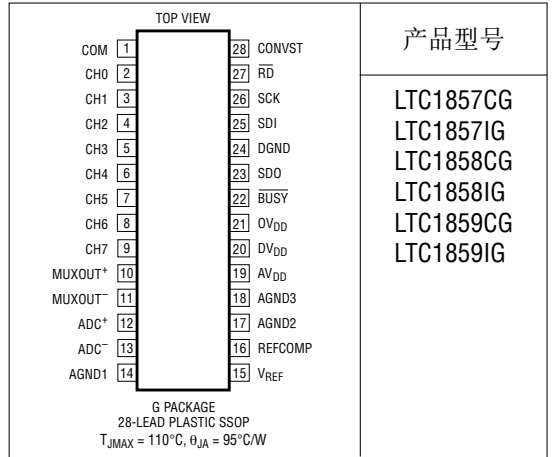 TOP VIEW
COM 1 28 CONVST
CH0 2 27 R̅D̅
CH1 3 26 SCK
CH2 4 25 SDI
CH3 5 24 DGND
CH4 6 23 SDO
CH5 7 22 B̅U̅S̅Y̅
CH6 8 21 OVDD
CH7 9 20 DVDD
MUXOUT⁺ 10 19 AVDD
MUXOUT⁻ 11 18 AGND3
ADC⁺ 12 17 AGND2
ADC⁻ 13 16 REFCOMP
AGND1 14 15 VREF
G PACKAGE
28-LEAD PLASTIC SSOP
TJMAX = 110°C, θJA = 95°C/W
产品型号
LTC1857CG
LTC1857IG
LTC1858CG
LTC1858IG
LTC1859CG
LTC1859IG